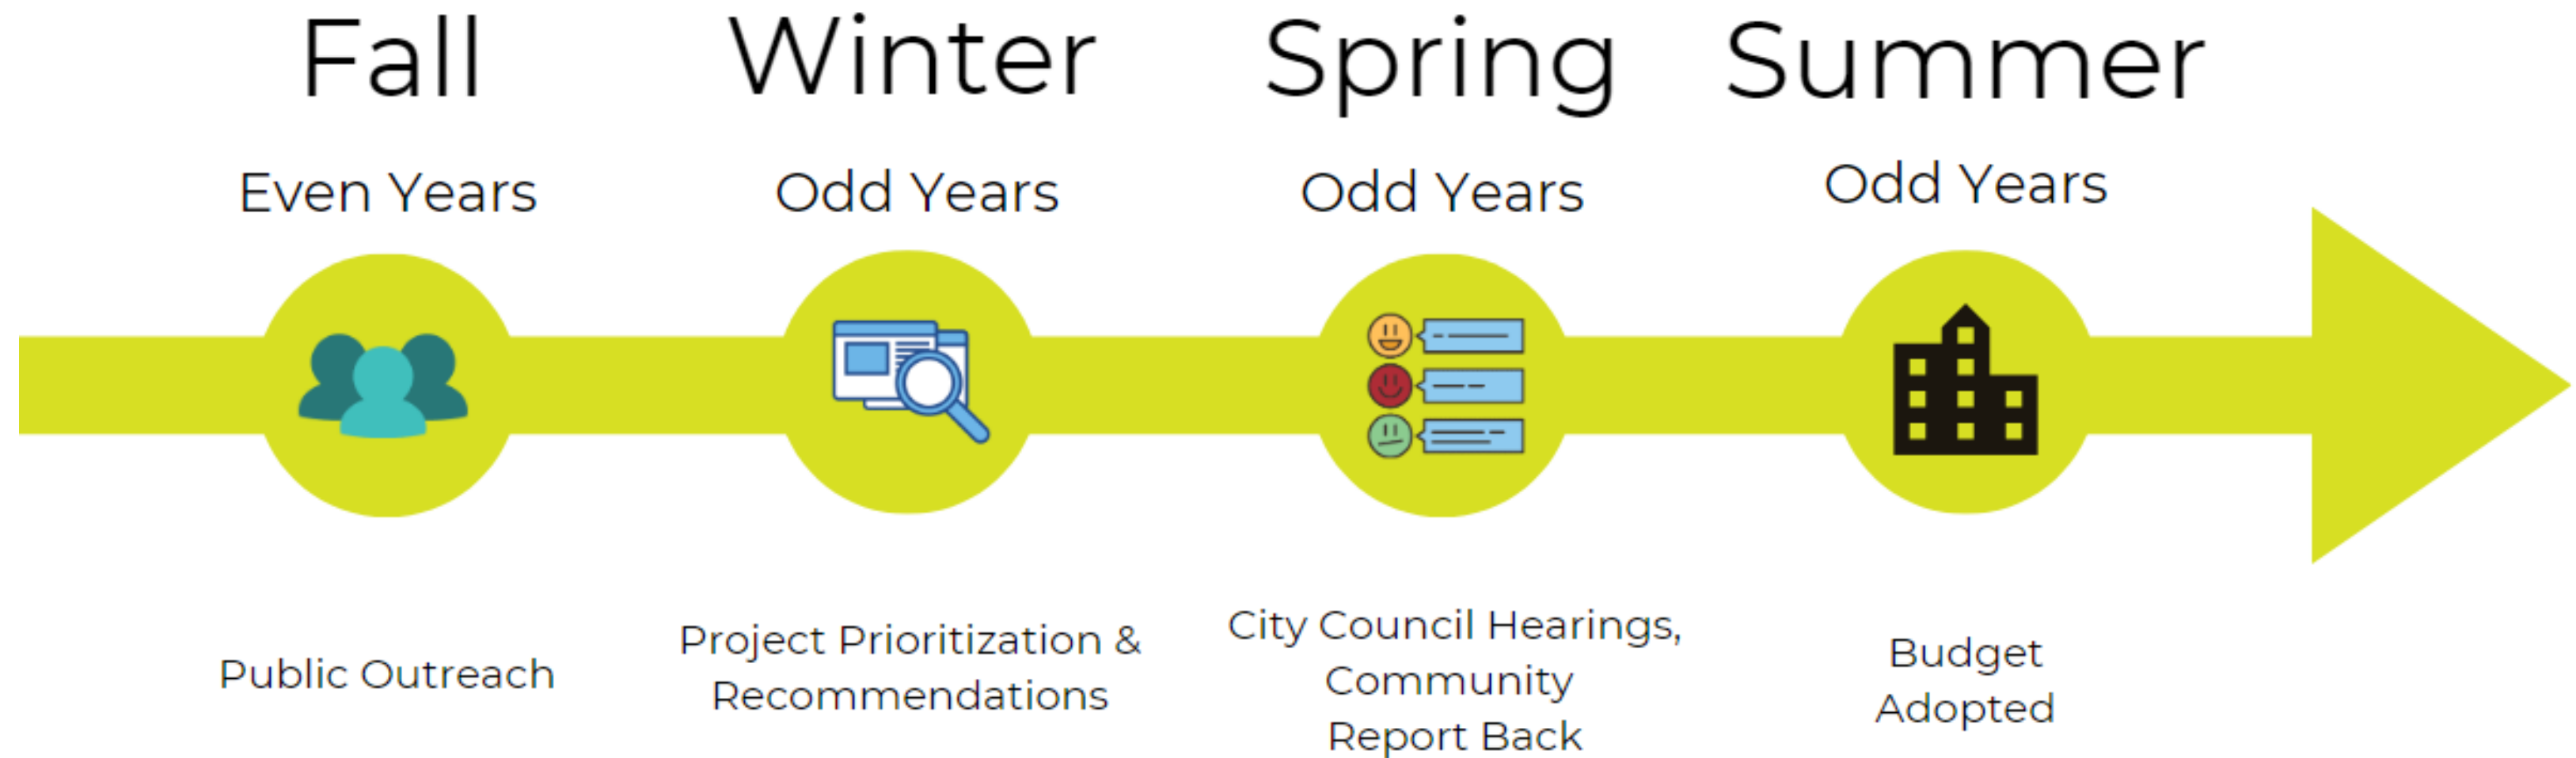 Fall
Even Years
Public Outreach
Winter
Odd Years
Project Prioritization &
Recommendations
Spring
Odd Years
City Council Hearings,
Community
Report Back
Summer
Odd Years
Budget
Adopted